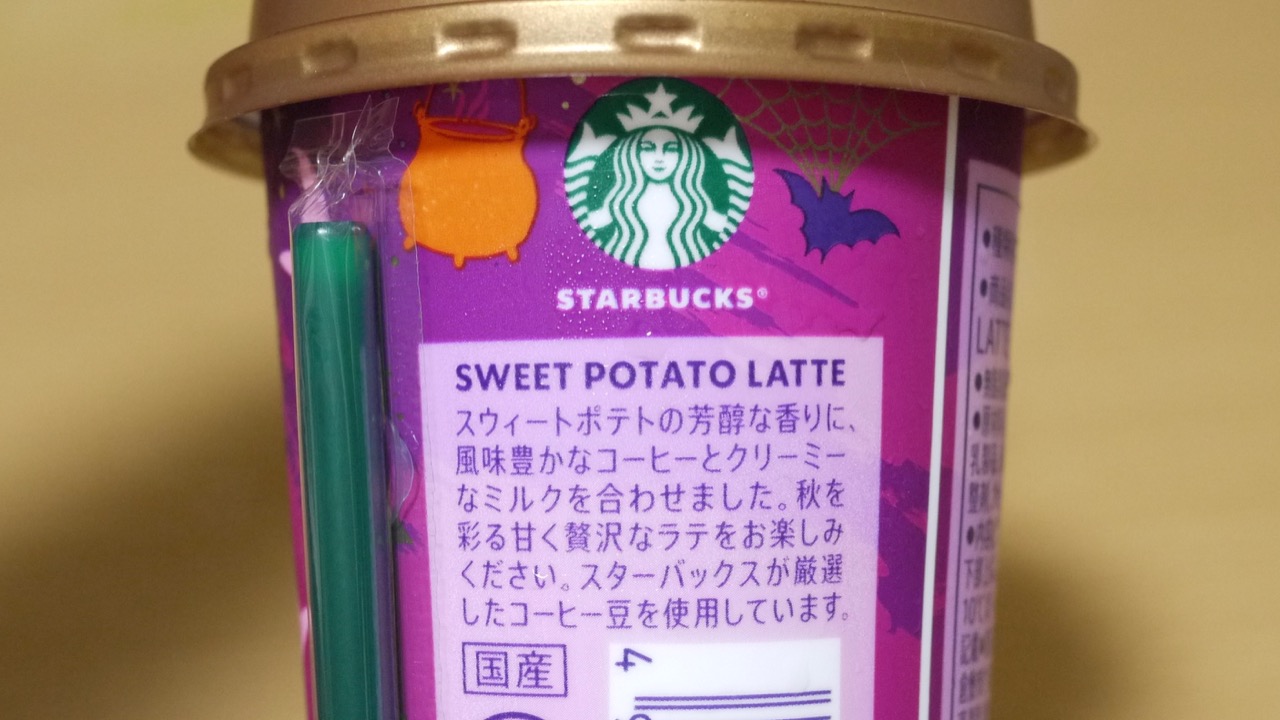 STARBUCKS®
SWEET POTATO LATTE
スウィートポテトの芳醇な香りに、
風味豊かなコーヒーとクリーミー
なミルクを合わせました。秋を
彩る甘く贅沢なラテをお楽しみ
ください。スターバックスが厳選
したコーヒー豆を使用しています。
国産
4
LATTE